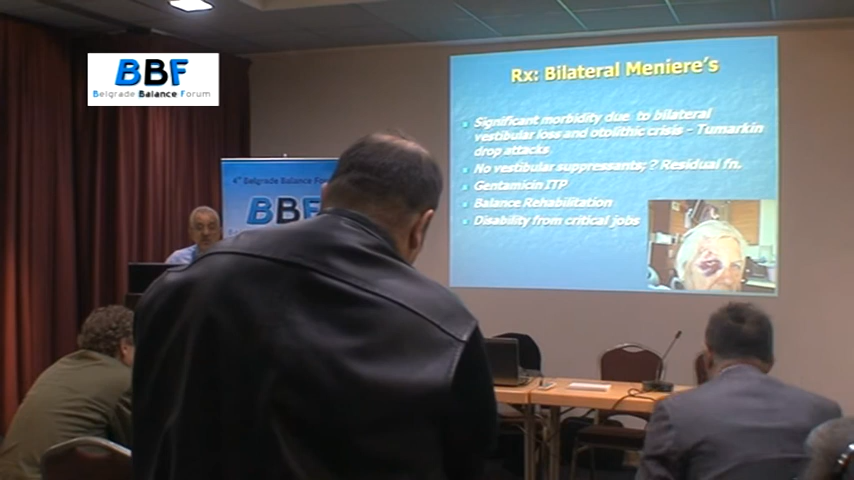 BBF
Belgrade Balance Forum
4th Belgrade Balance Forum
BBF
Rx: Bilateral Meniere's
Significant morbidity due to bilateral
vestibular loss and otolithic crisis - Tumarkin
drop attacks
No vestibular suppressants; ? Residual fn.
Gentamicin ITP
Balance Rehabilitation
Disability from critical jobs